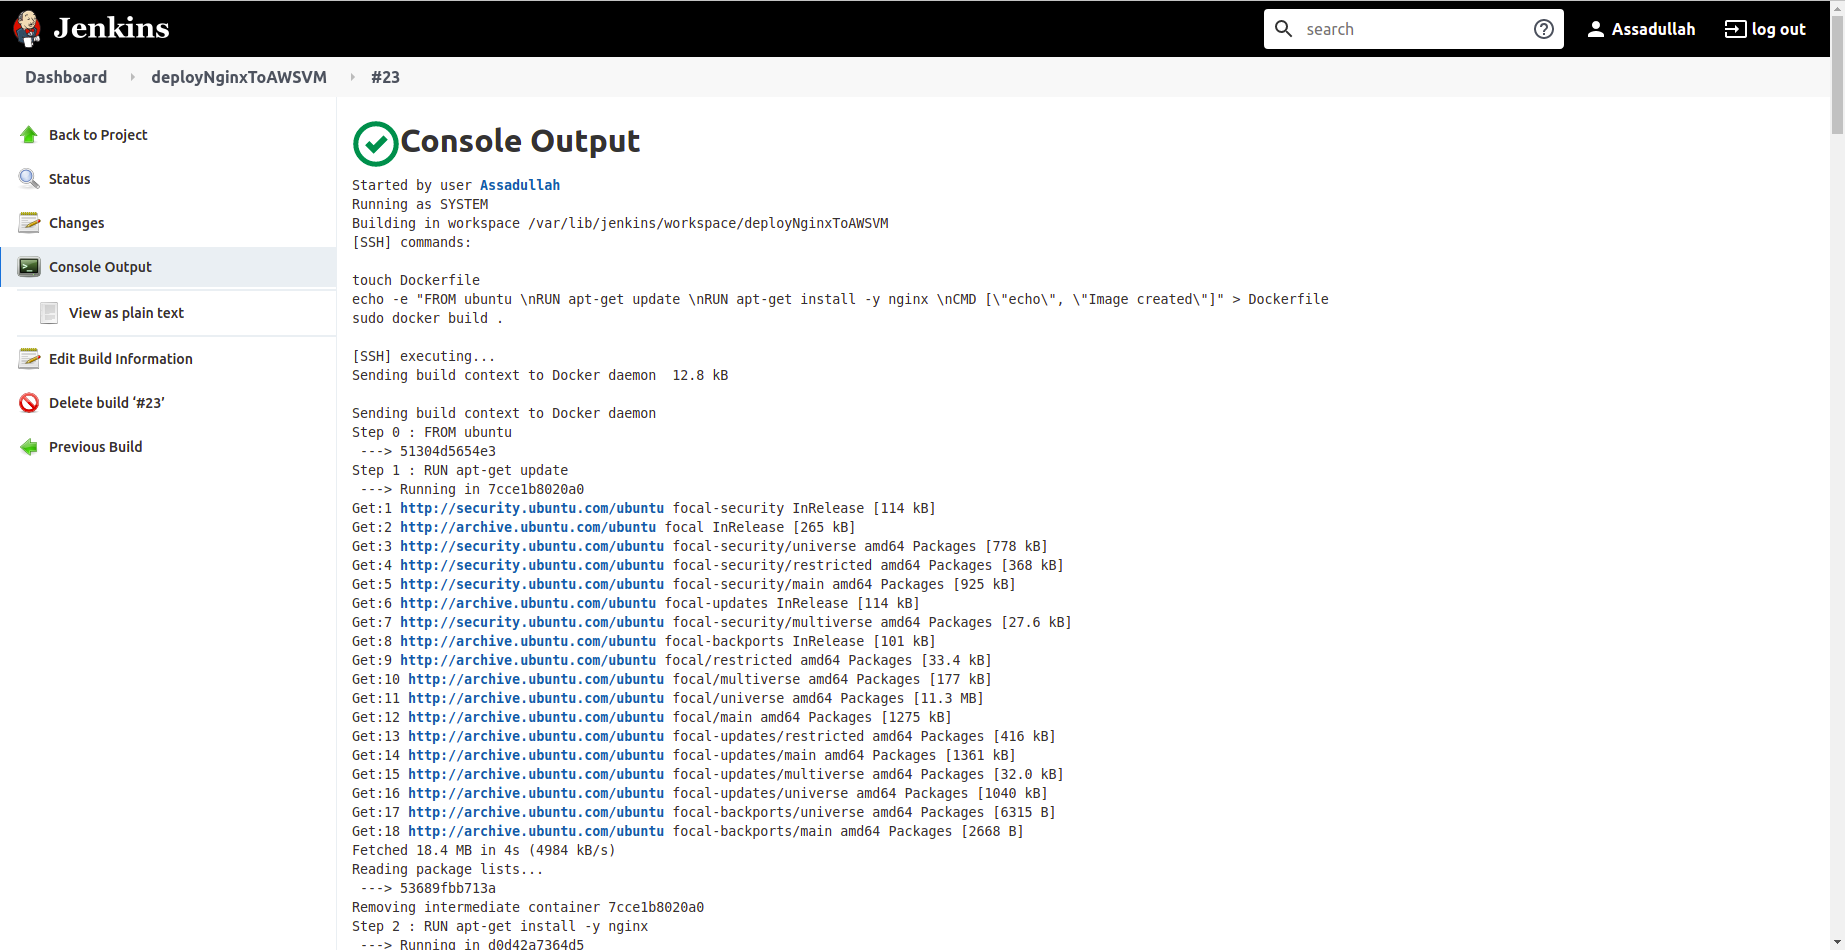 Jenkins
search
Assadullah
log out
Dashboard
deployNginxToAWSVM
#23
Back to Project
Status
Changes
Console Output
View as plain text
Edit Build Information
Delete build ‘#23’
Previous Build
Console Output
Started by user Assadullah
Running as SYSTEM
Building in workspace /var/lib/jenkins/workspace/deployNginxToAWSVM
[SSH] commands:
touch Dockerfile
echo -e "FROM ubuntu \nRUN apt-get update \nRUN apt-get install -y nginx \nCMD [\"echo\", \"Image created\"]" > Dockerfile
sudo docker build .
[SSH] executing...
Sending build context to Docker daemon  12.8 kB
Sending build context to Docker daemon
Step 0 : FROM ubuntu
 ---> 51304d5654e3
Step 1 : RUN apt-get update
 ---> Running in 7cce1b8020a0
Get:1 http://security.ubuntu.com/ubuntu focal-security InRelease [114 kB]
Get:2 http://archive.ubuntu.com/ubuntu focal InRelease [265 kB]
Get:3 http://security.ubuntu.com/ubuntu focal-security/universe amd64 Packages [778 kB]
Get:4 http://security.ubuntu.com/ubuntu focal-security/restricted amd64 Packages [368 kB]
Get:5 http://security.ubuntu.com/ubuntu focal-security/main amd64 Packages [925 kB]
Get:6 http://archive.ubuntu.com/ubuntu focal-updates InRelease [114 kB]
Get:7 http://security.ubuntu.com/ubuntu focal-security/multiverse amd64 Packages [27.6 kB]
Get:8 http://archive.ubuntu.com/ubuntu focal-backports InRelease [101 kB]
Get:9 http://archive.ubuntu.com/ubuntu focal/restricted amd64 Packages [33.4 kB]
Get:10 http://archive.ubuntu.com/ubuntu focal/multiverse amd64 Packages [177 kB]
Get:11 http://archive.ubuntu.com/ubuntu focal/universe amd64 Packages [11.3 MB]
Get:12 http://archive.ubuntu.com/ubuntu focal/main amd64 Packages [1275 kB]
Get:13 http://archive.ubuntu.com/ubuntu focal-updates/restricted amd64 Packages [416 kB]
Get:14 http://archive.ubuntu.com/ubuntu focal-updates/main amd64 Packages [1361 kB]
Get:15 http://archive.ubuntu.com/ubuntu focal-updates/multiverse amd64 Packages [32.0 kB]
Get:16 http://archive.ubuntu.com/ubuntu focal-updates/universe amd64 Packages [1040 kB]
Get:17 http://archive.ubuntu.com/ubuntu focal-backports/universe amd64 Packages [6315 B]
Get:18 http://archive.ubuntu.com/ubuntu focal-backports/main amd64 Packages [2668 B]
Fetched 18.4 MB in 4s (4984 kB/s)
Reading package lists...
 ---> 53689fbb713a
Removing intermediate container 7cce1b8020a0
Step 2 : RUN apt-get install -y nginx
 ---> Running in d0d42a7364d5